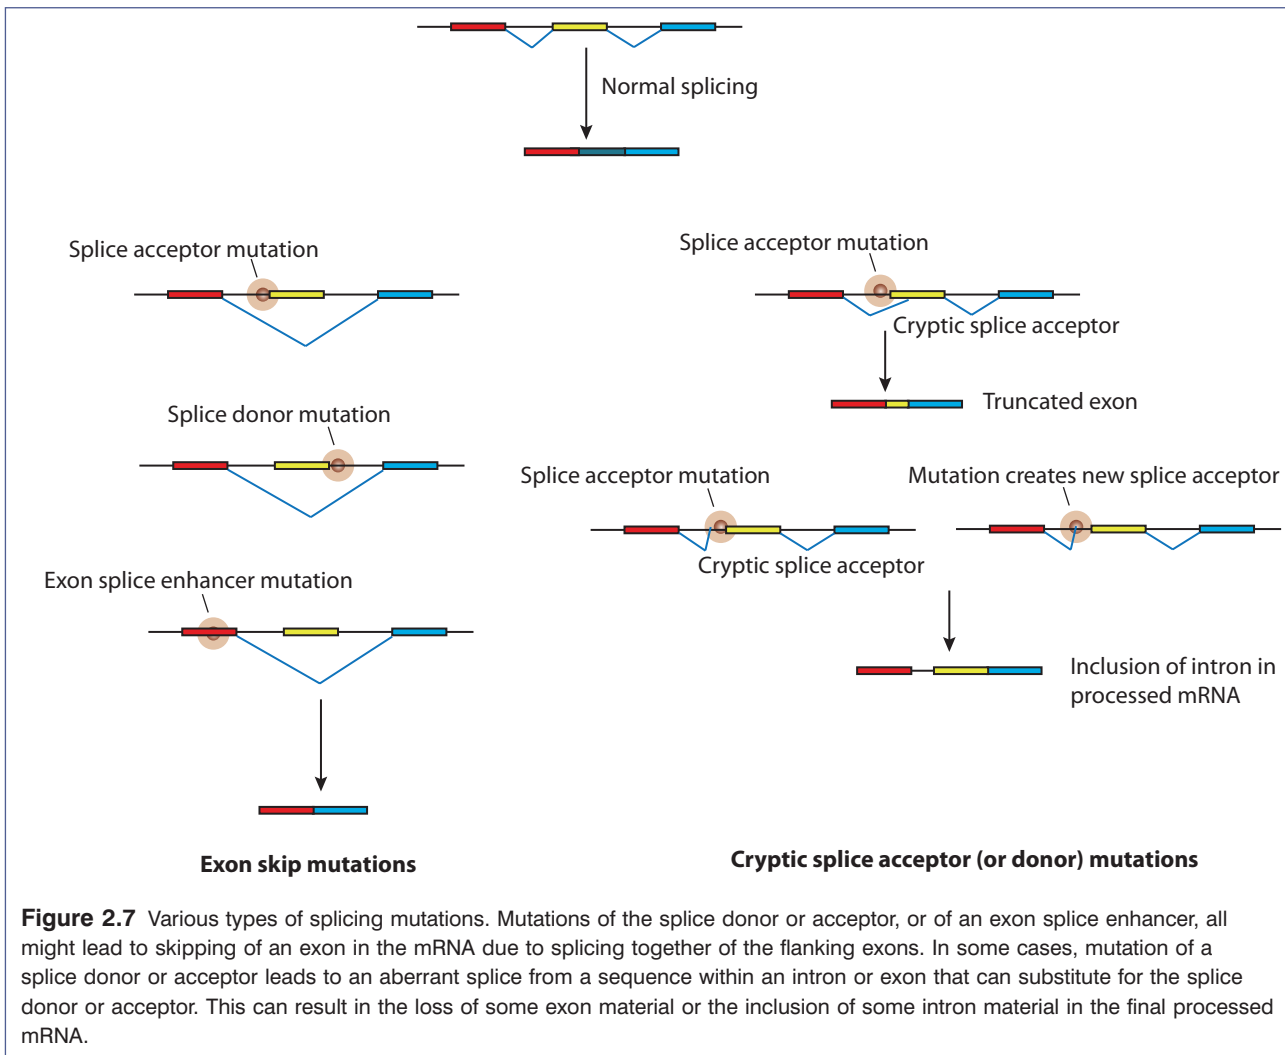 Normal splicing
Splice acceptor mutation
Splice donor mutation
Exon splice enhancer mutation
Exon skip mutations
Splice acceptor mutation
Cryptic splice acceptor
Truncated exon
Splice acceptor mutation
Cryptic splice acceptor
Mutation creates new splice acceptor
Inclusion of intron in
processed mRNA
Cryptic splice acceptor (or donor) mutations
Figure 2.7 Various types of splicing mutations. Mutations of the splice donor or acceptor, or of an exon splice enhancer, all
might lead to skipping of an exon in the mRNA due to splicing together of the flanking exons. In some cases, mutation of a
splice donor or acceptor leads to an aberrant splice from a sequence within an intron or exon that can substitute for the splice
donor or acceptor. This can result in the loss of some exon material or the inclusion of some intron material in the final processed
mRNA.